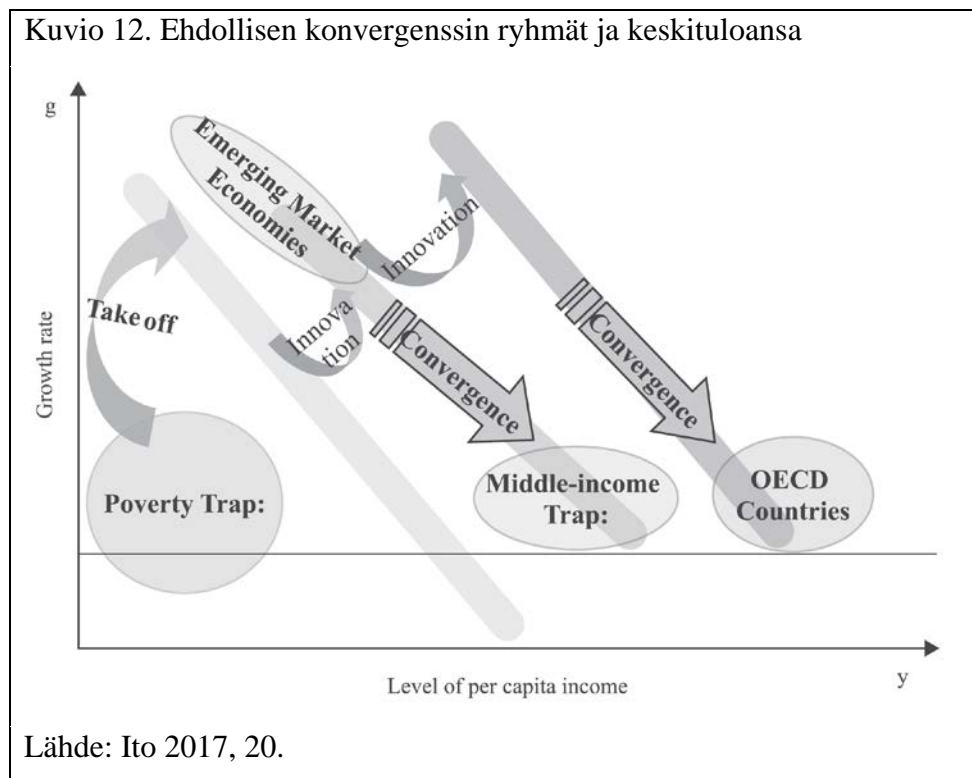 Kuvio 12. Ehdollisen konvergenssin ryhmät ja keskituloansa
g
Emerging Market
Economies
Innovation
Take off
Innova
tion
Convergence
Convergence
Growth rate
Poverty Trap:
Middle-income
Trap:
OECD
Countries
Level of per capita income
y
Lähde: Ito 2017, 20.